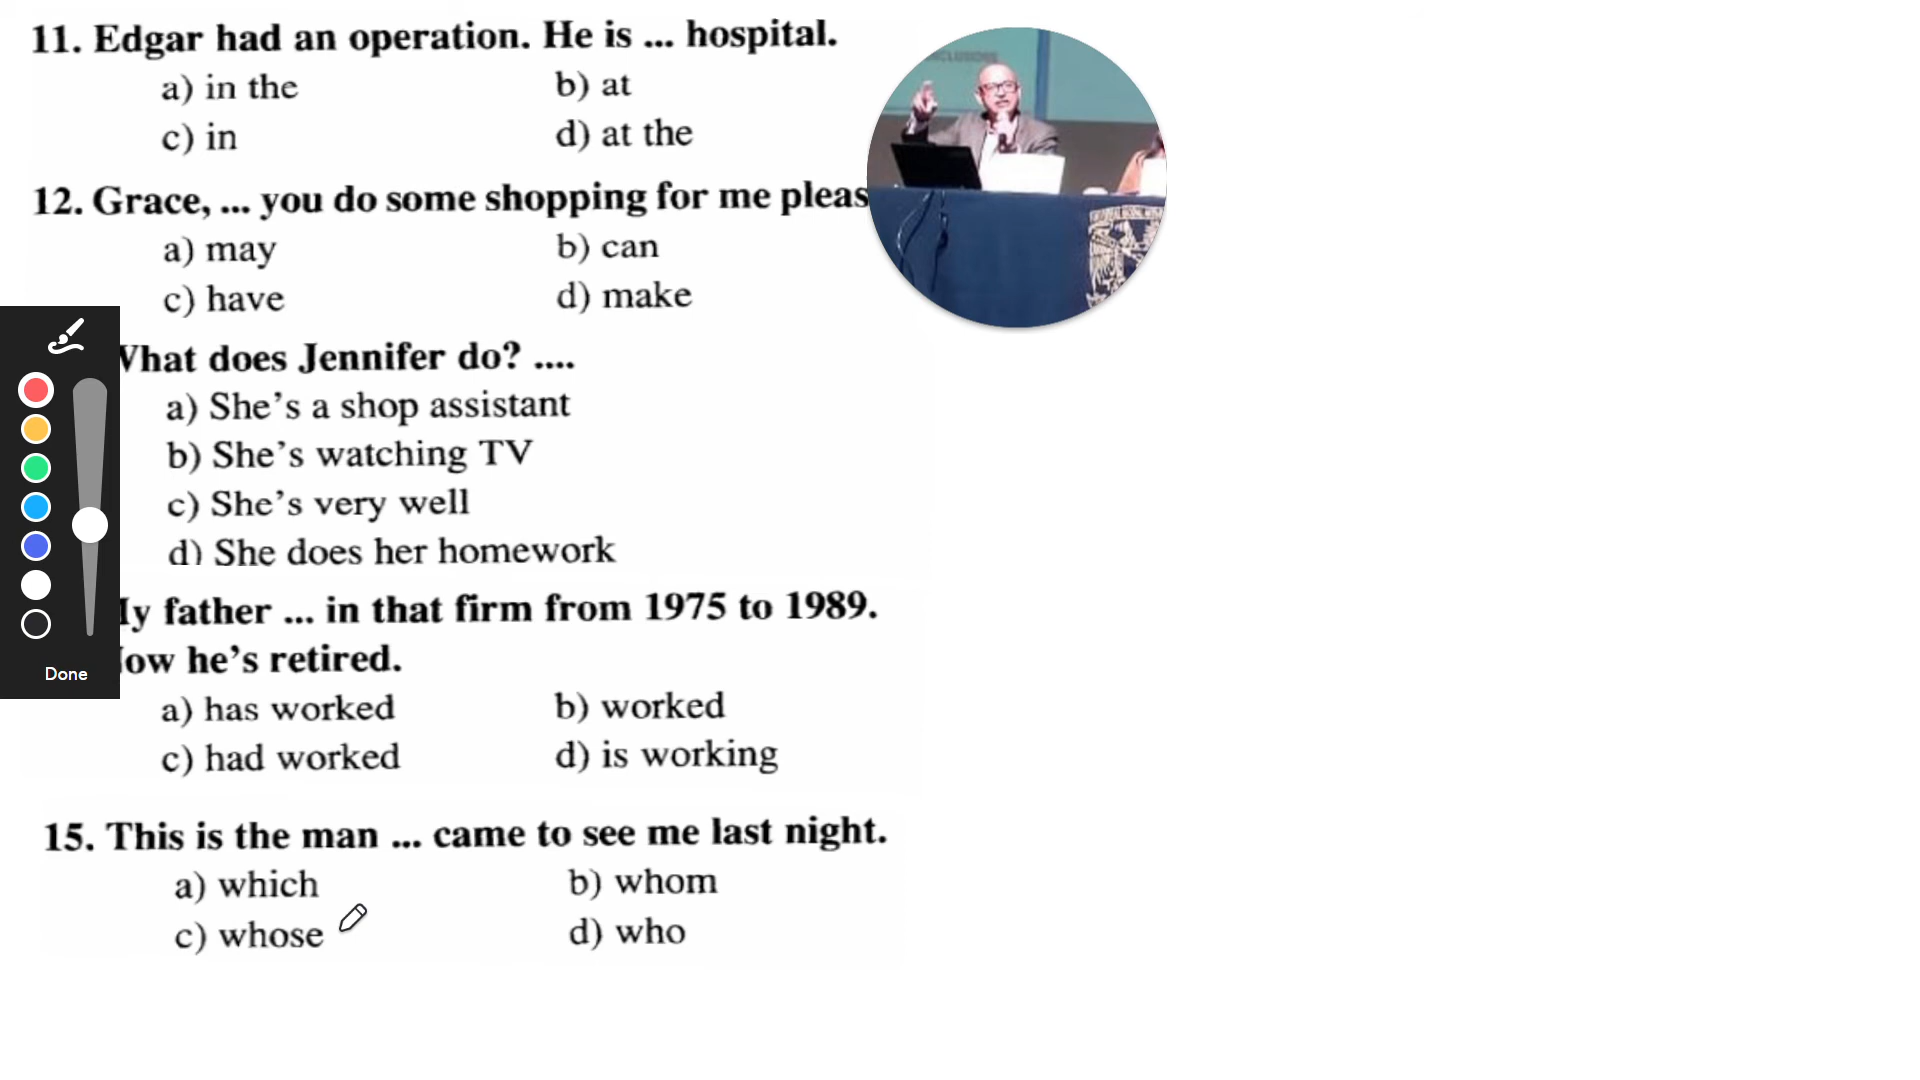 11. Edgar had an operation. He is ... hospital.
a) in the
b) at
c) in
d) at the
12. Grace, ... you do some shopping for me pleas
a) may
b) can
c) have
d) make
What does Jennifer do? ....
a) She's a shop assistant
b) She's watching TV
c) She's very well
d) She does her homework
My father ... in that firm from 1975 to 1989.
Now he's retired.
a) has worked
b) worked
c) had worked
d) is working
Done
15. This is the man ... came to see me last night.
a) which
b) whom
c) whose
d) who